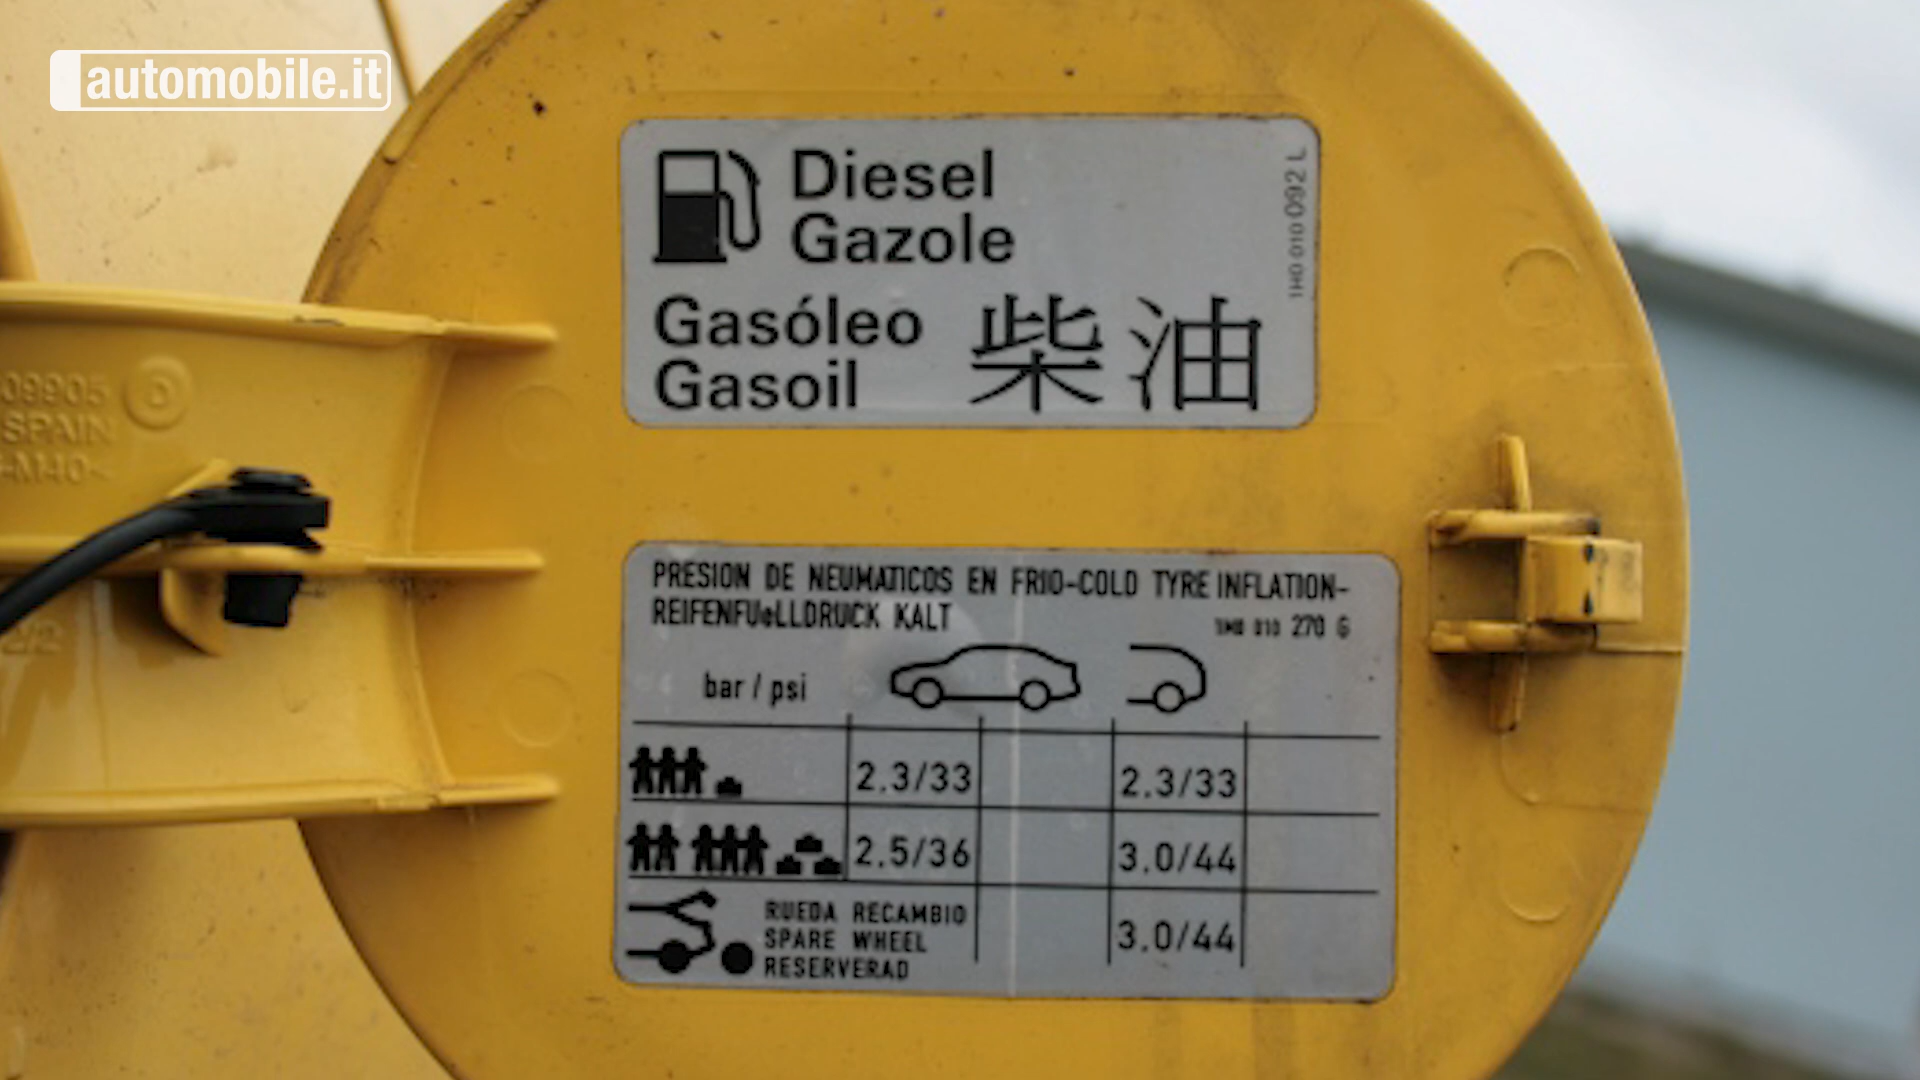 automobile.it
Diesel
Gazole
Gasóleo
Gasoil
柴油
1H0 010 092 L
09905
SPAIN
M40<
PRESION DE NEUMATICOS EN FRIO-COLD TYRE INFLATION-
REIFENFUeLLDRUCK KALT
010 270 G
bar / psi
2.3/33 2.3/33
2.5/36 3.0/44
RUEDA RECAMBIO
SPARE WHEEL
RESERVERAD
3.0/44